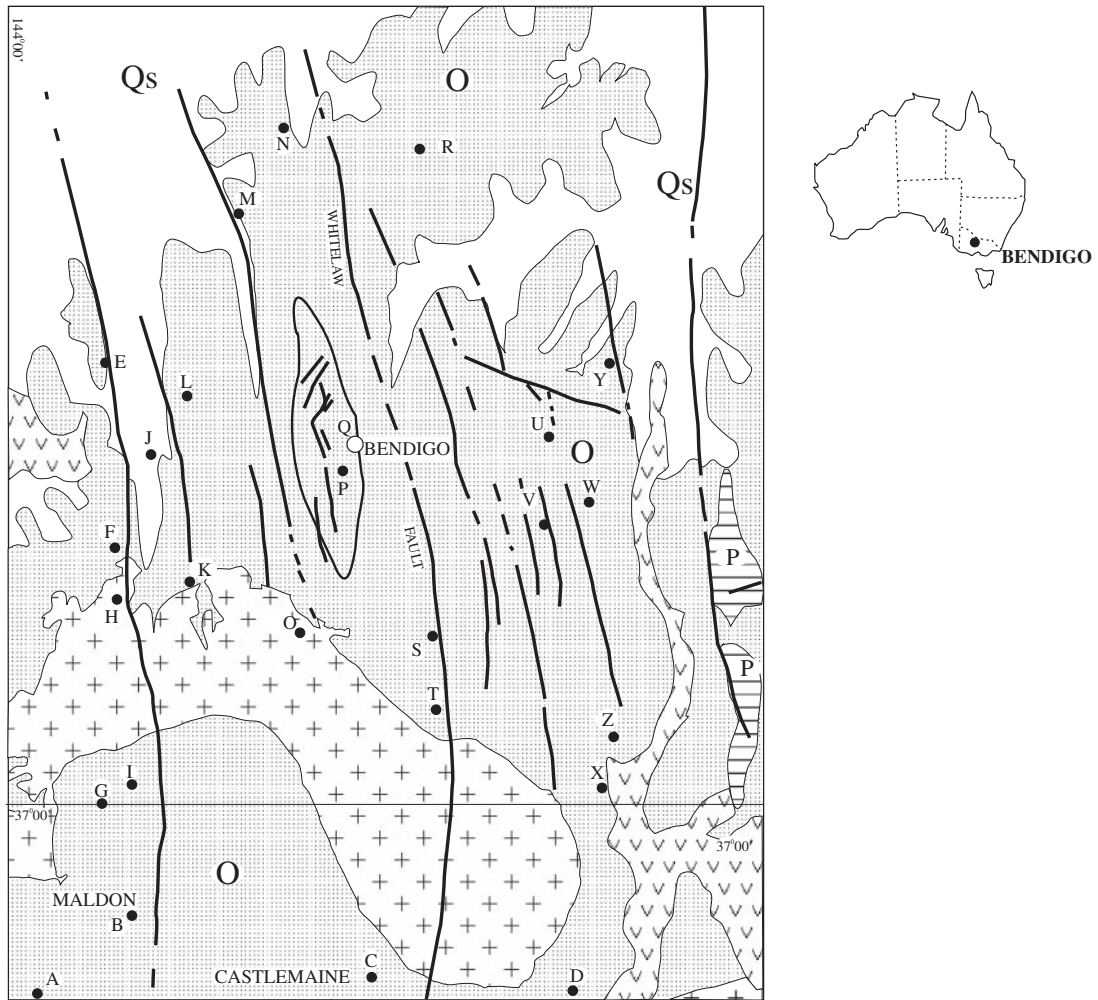 144°00'
Qs
O
N
R
Qs
M
WHITELAW
BENDIGO
E
L
Y
J
Q
BENDIGO
U
O
P
V
W
F
FAULT
P
K
H
O
S
P
T
Z
I
X
G
37°00'
37°00'
O
MALDON
B
C
CASTLEMAINE
A
D